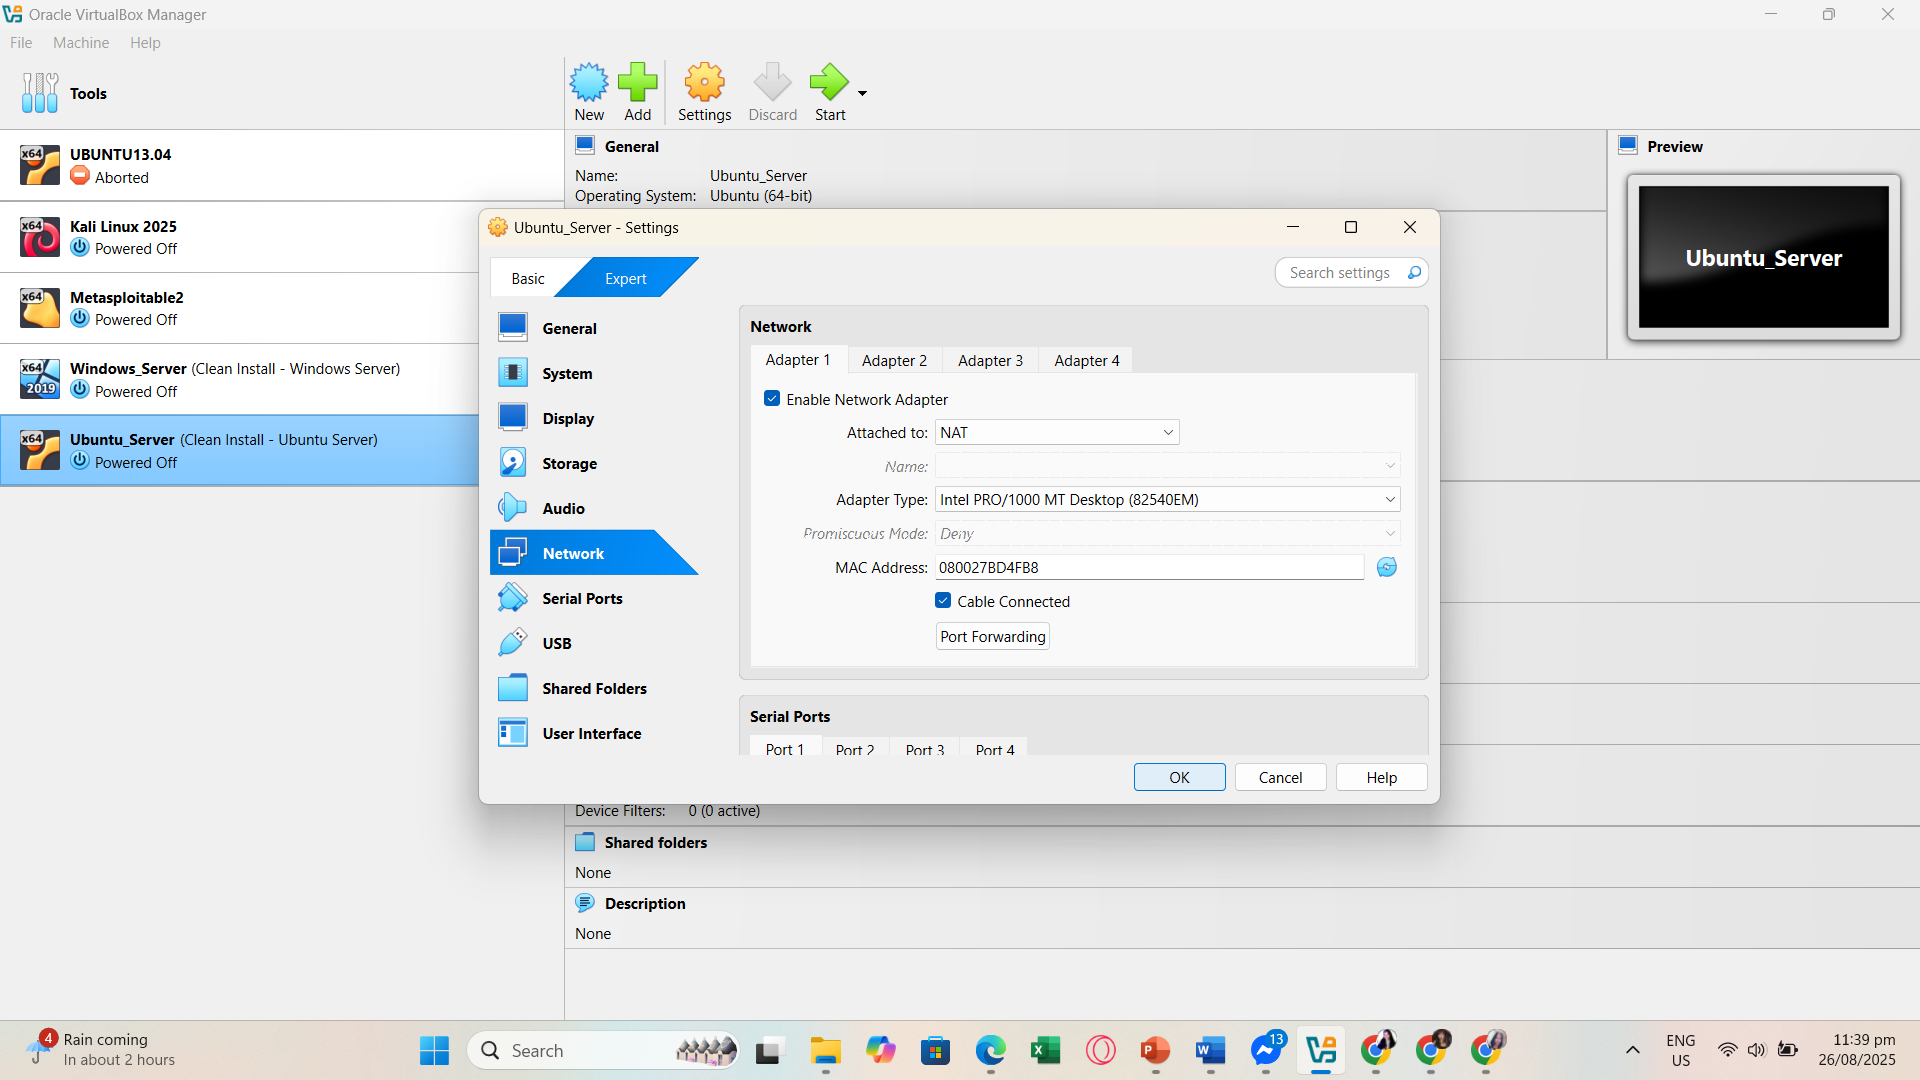 Oracle VirtualBox Manager
File Machine Help
Tools
New Add Settings Discard Start
x64 UBUNTU13.04
Aborted
x64 Kali Linux 2025
Powered Off
x64 Metasploitable2
Powered Off
x64 2019 Windows_Server (Clean Install - Windows Server)
Powered Off
x64 Ubuntu_Server (Clean Install - Ubuntu Server)
Powered Off
General
Name: Ubuntu_Server
Operating System: Ubuntu (64-bit)
Preview
Ubuntu_Server
Ubuntu_Server - Settings
Basic Expert
Search settings
General
System
Display
Storage
Audio
Network
Serial Ports
USB
Shared Folders
User Interface
Network
Adapter 1 Adapter 2 Adapter 3 Adapter 4
Enable Network Adapter
Attached to: NAT
Name:
Adapter Type: Intel PRO/1000 MT Desktop (82540EM)
Promiscuous Mode: Deny
MAC Address: 080027BD4FB8
Cable Connected
Port Forwarding
Serial Ports
Port 1 Port 2 Port 3 Port 4
OK Cancel Help
Device Filters: 0 (0 active)
Shared folders
None
Description
None
4 Rain coming
In about 2 hours
Search
13
ENG
US
11:39 pm
26/08/2025